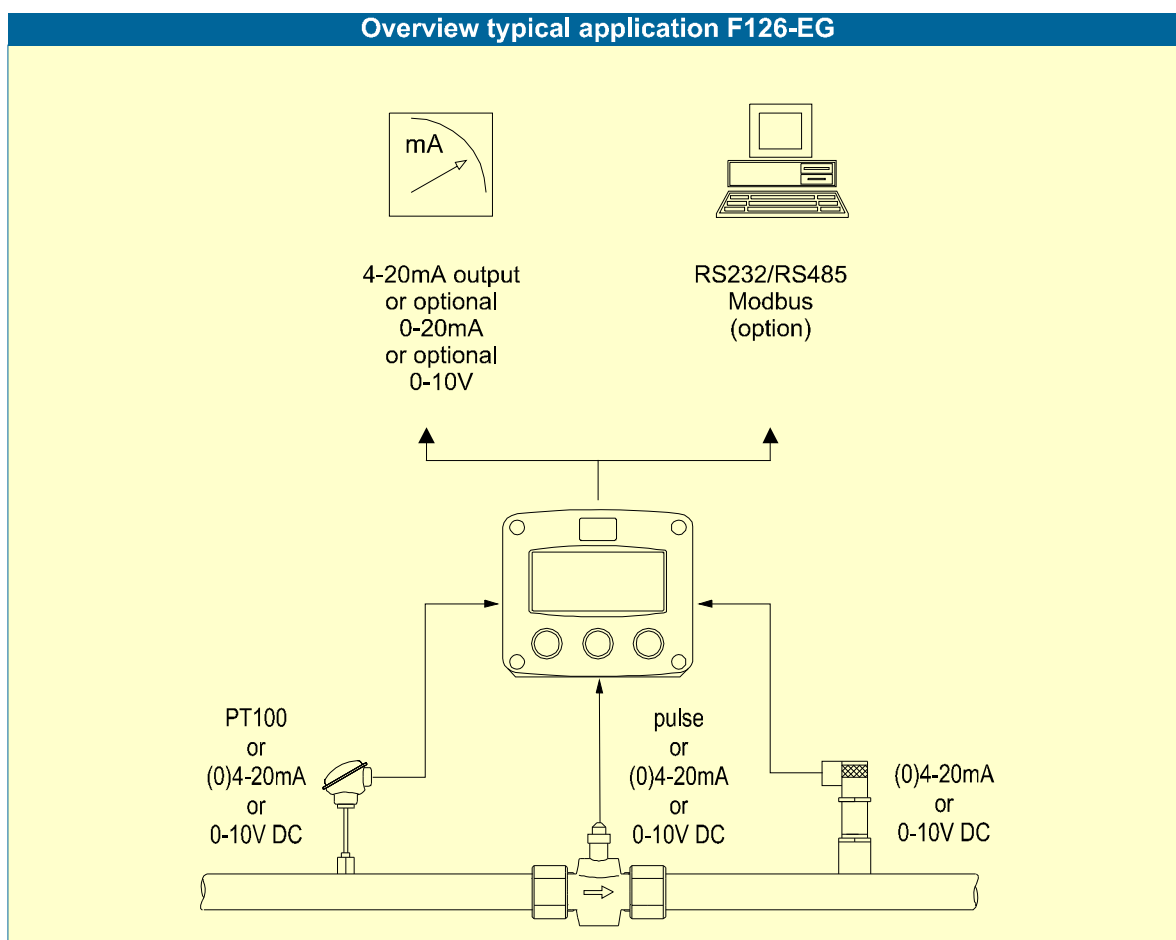 Overview typical application F126-EG
mA
4-20mA output
or optional
0-20mA
or optional
0-10V
RS232/RS485
Modbus
(option)
PT100
or
(0)4-20mA
or
0-10V DC
pulse
or
(0)4-20mA
or
0-10V DC
(0)4-20mA
or
0-10V DC